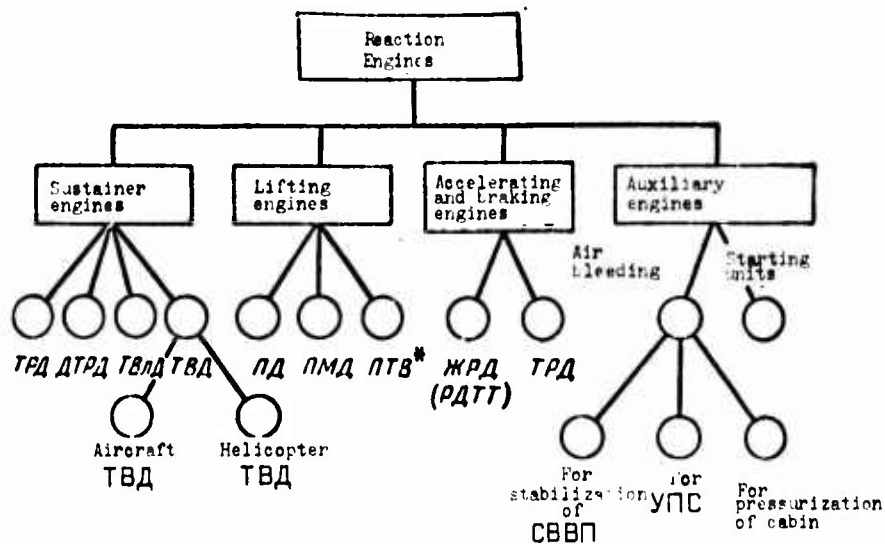 Reaction
Engines
Sustainer
engines
Lifting
engines
Accelerating
and braking
engines
Auxiliary
engines
Air
bleeding
Starting
units
ТРД ДТРД ТВлД ТВД
ПД ПМД ПТВ*
ЖРД
(РДТТ)
ТРД
Aircraft
ТВД
Helicopter
ТВД
For
stabilization
of
СВВП
For
УПС
For
pressurization
of cabin